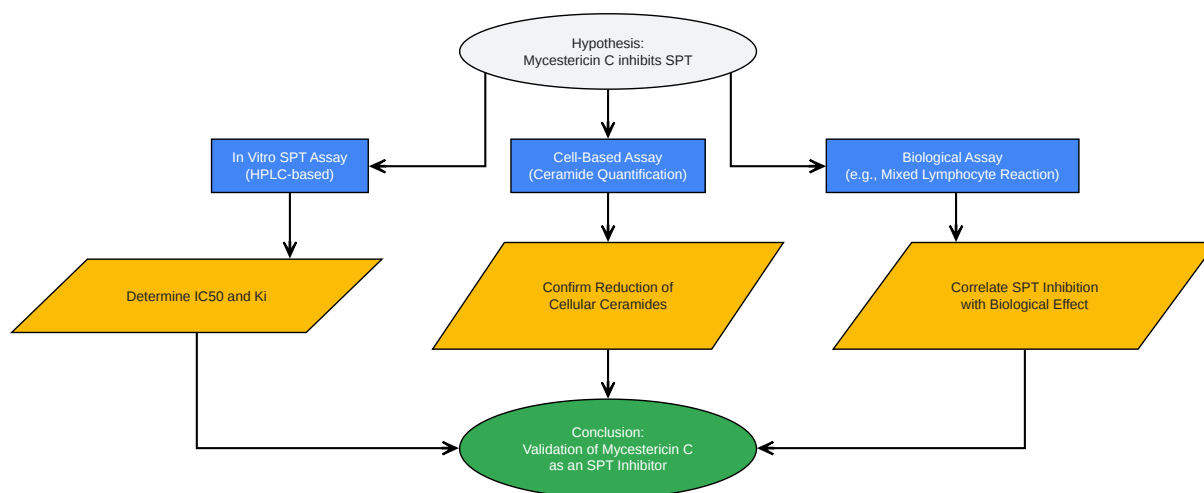 Hypothesis:
Mycestericin C inhibits SPT
In Vitro SPT Assay
(HPLC-based)
Cell-Based Assay
(Ceramide Quantification)
Biological Assay
(e.g., Mixed Lymphocyte Reaction)
Determine IC50 and Ki
Confirm Reduction of
Cellular Ceramides
Correlate SPT Inhibition
with Biological Effect
Conclusion:
Validation of Mycestericin C
as an SPT Inhibitor